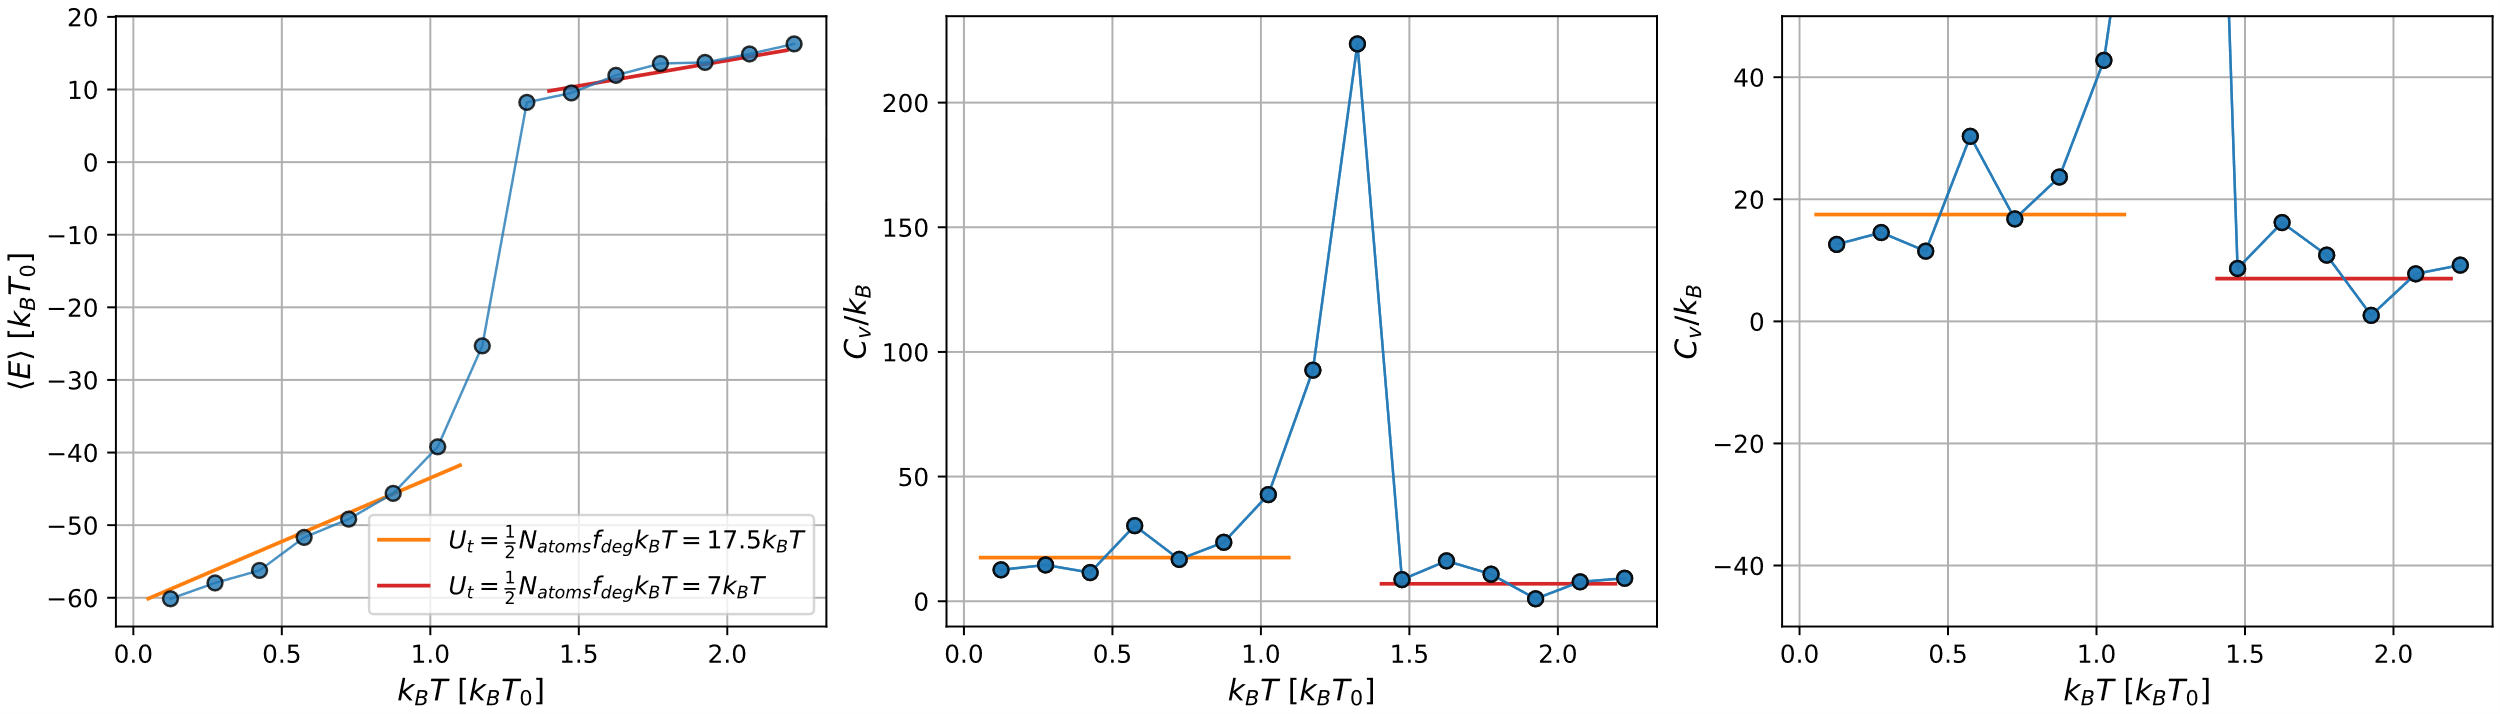 20
10
0
−10
−20
−30
−40
−50
−60
0.0 0.5 1.0 1.5 2.0
k_B T [k_B T_0]
⟨E⟩ [k_B T_0]
U_t = 1/2 N_atoms f_deg k_B T = 17.5 k_B T
U_t = 1/2 N_atoms f_deg k_B T = 7 k_B T
200
150
100
50
0
0.0 0.5 1.0 1.5 2.0
k_B T [k_B T_0]
C_v/k_B
40
20
0
−20
−40
0.0 0.5 1.0 1.5 2.0
k_B T [k_B T_0]
C_v/k_B